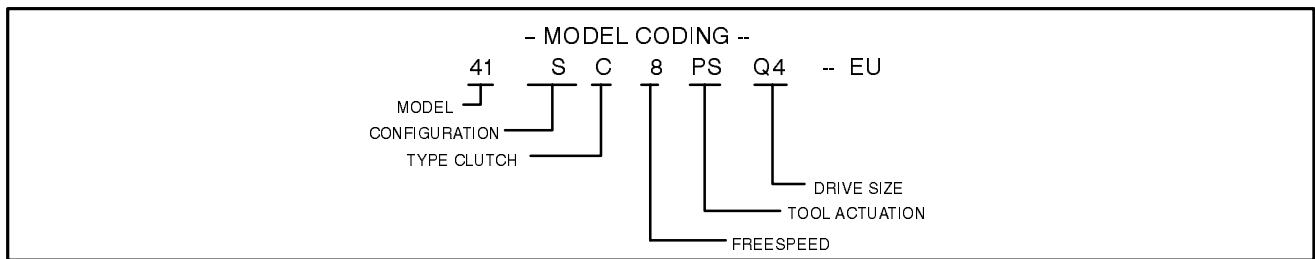 – MODEL CODING --
41 S C 8 PS Q4 -- EU
MODEL
CONFIGURATION
TYPE CLUTCH
DRIVE SIZE
TOOL ACTUATION
FREESPEED